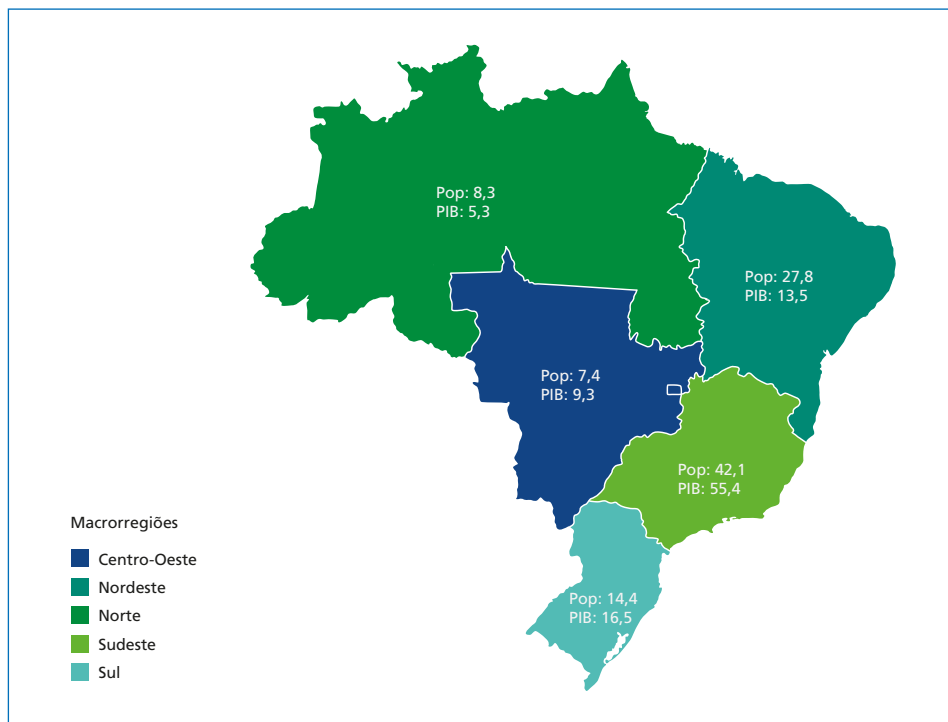 Pop: 8,3
PIB: 5,3
Pop: 27,8
PIB: 13,5
Pop: 7,4
PIB: 9,3
Pop: 42,1
PIB: 55,4
Pop: 14,4
PIB: 16,5
Macrorregiões
Centro-Oeste
Nordeste
Norte
Sudeste
Sul